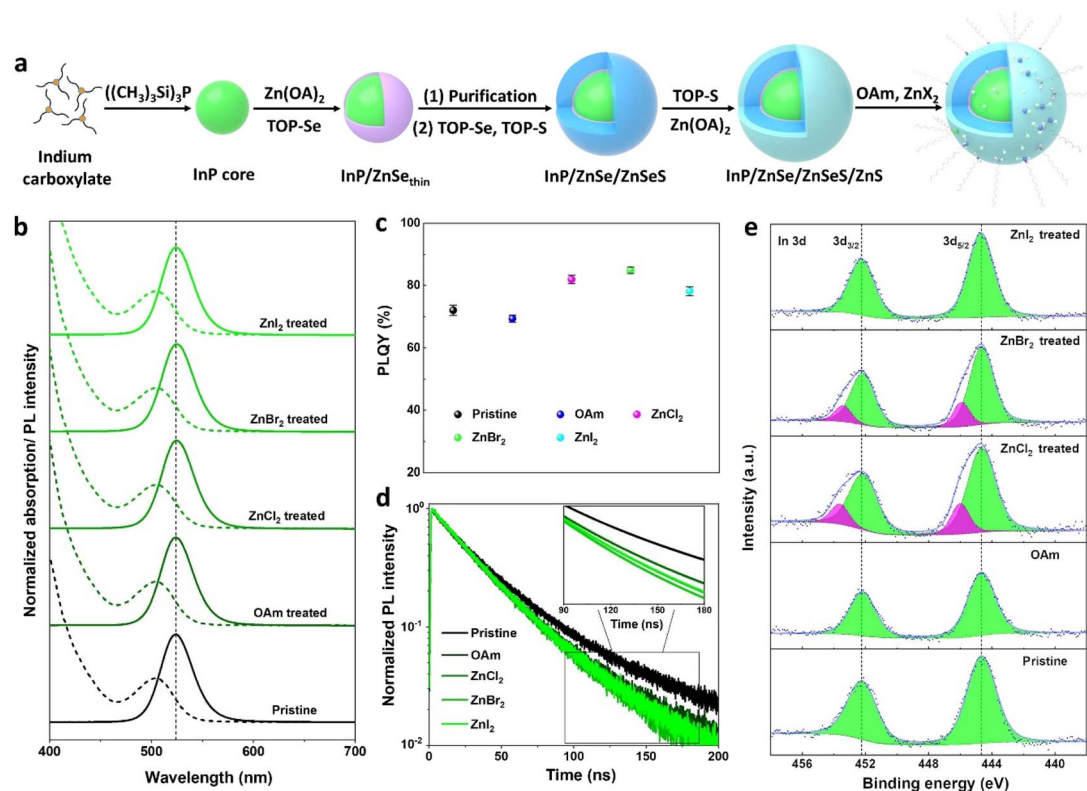 a
((CH₃)₃Si)₃P
Zn(OA)₂
TOP-Se
(1) Purification
(2) TOP-Se, TOP-S
TOP-S
Zn(OA)₂
OAm, ZnX₂
Indium
carboxylate
InP core
InP/ZnSethin
InP/ZnSe/ZnSeS
InP/ZnSe/ZnSeS/ZnS
b
Normalized absorption/ PL intensity
ZnI₂ treated
ZnBr₂ treated
ZnCl₂ treated
OAm treated
Pristine
400 500 600 700
Wavelength (nm)
c
PLQY (%)
100
80
60
40
20
Pristine OAm ZnCl₂
ZnBr₂ ZnI₂
d
Normalized PL intensity
10⁰
10⁻¹
10⁻²
90 120 150 180
Time (ns)
Pristine
OAm
ZnCl₂
ZnBr₂
ZnI₂
0 50 100 150 200
Time (ns)
e
Intensity (a.u.)
In 3d 3d₃/₂ 3d₅/₂ ZnI₂ treated
ZnBr₂ treated
ZnCl₂ treated
OAm
Pristine
456 452 448 444 440
Binding energy (eV)